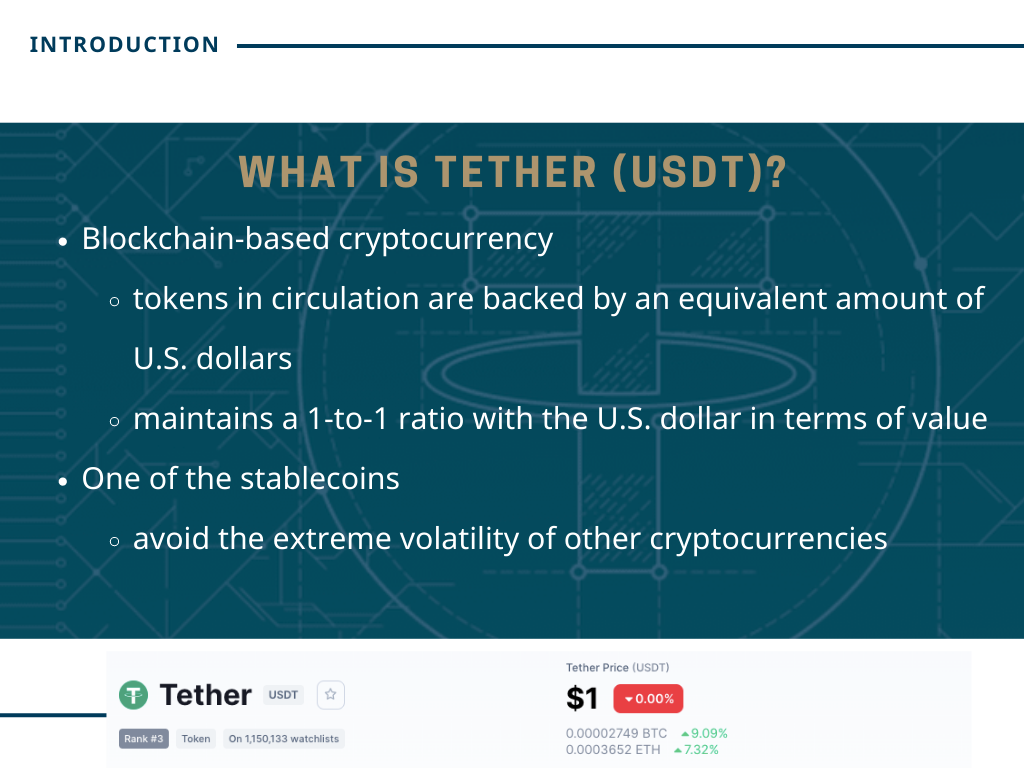 INTRODUCTION
WHAT IS TETHER (USDT)?
• Blockchain-based cryptocurrency
○ tokens in circulation are backed by an equivalent amount of
U.S. dollars
○ maintains a 1-to-1 ratio with the U.S. dollar in terms of value
• One of the stablecoins
○ avoid the extreme volatility of other cryptocurrencies
Tether USDT
Rank #3 Token On 1,150,133 watchlists
Tether Price (USDT)
$1 0.00%
0.00002749 BTC 9.09%
0.0003652 ETH 7.32%